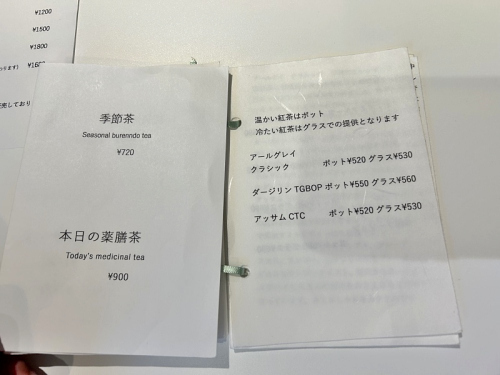 ¥1200
¥1500
¥1800
季節茶
Seasonal burenndo tea
¥720
本日の薬膳茶
Today's medicinal tea
¥900
温かい紅茶はポット
冷たい紅茶はグラスでの提供となります
アールグレイ
クラシック ポット¥520 グラス¥530
ダージリン TGBOP ポット¥550 グラス¥560
アッサム CTC ポット¥520 グラス¥530